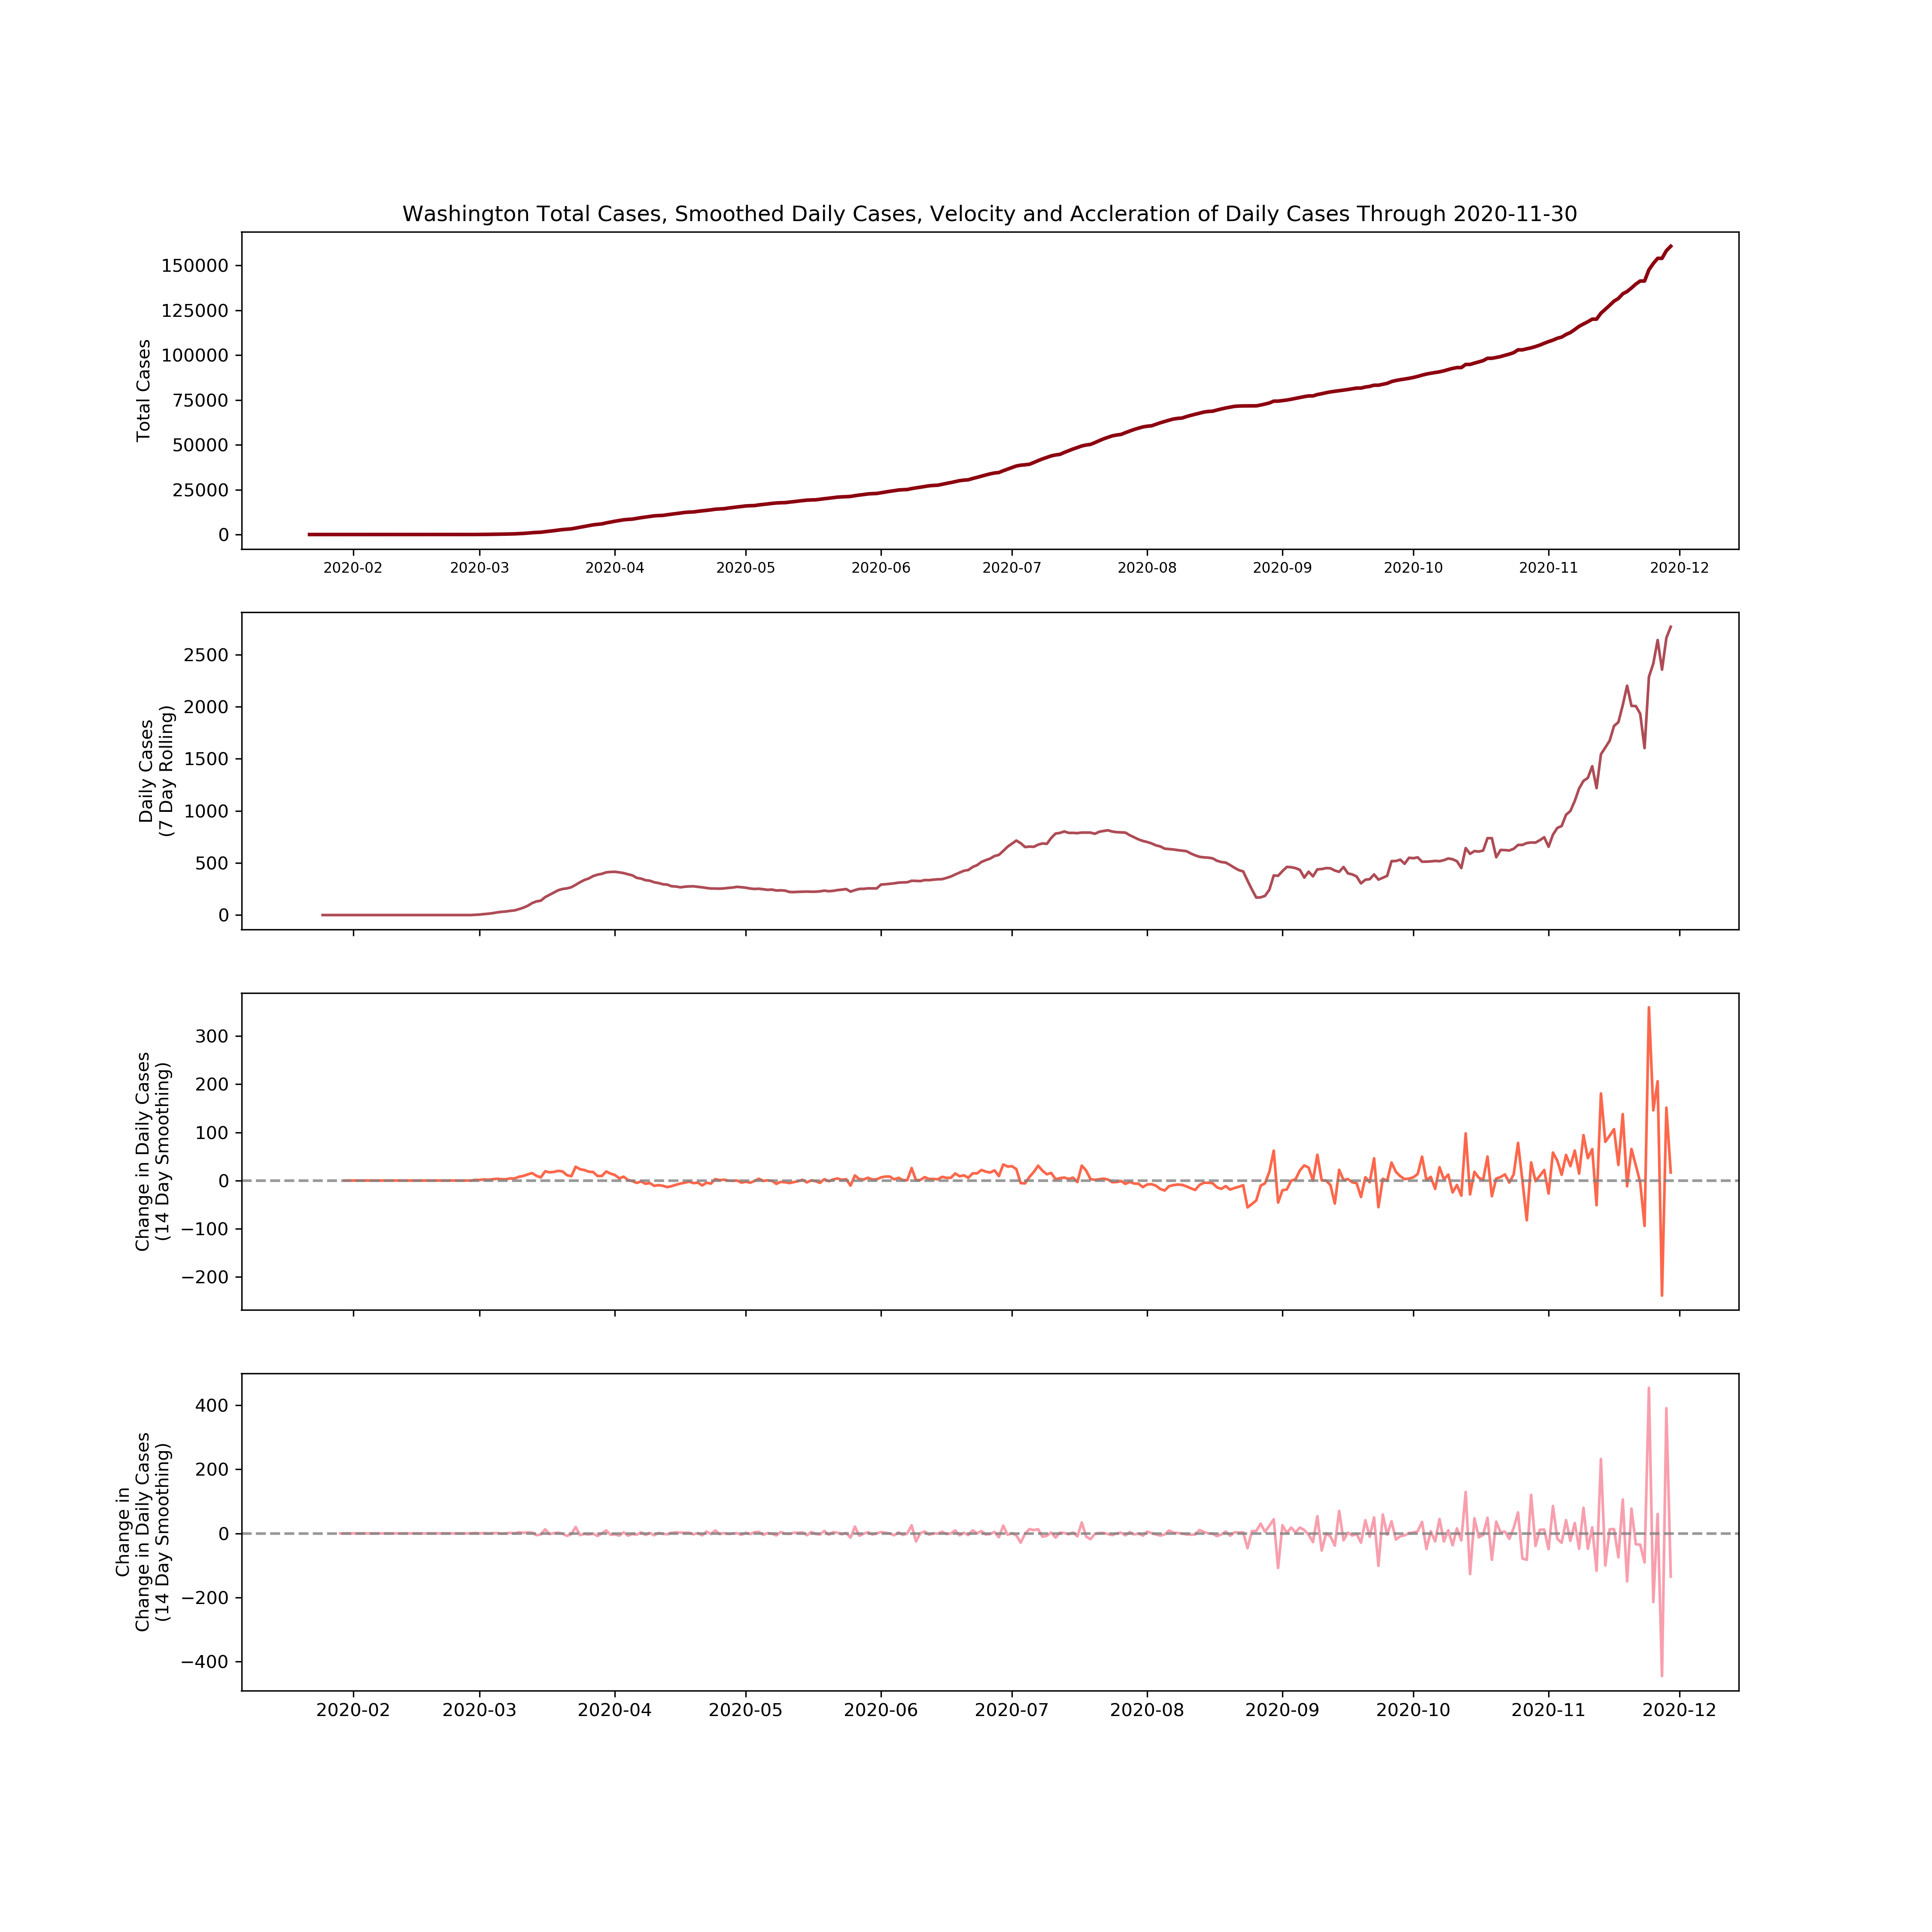 Washington Total Cases, Smoothed Daily Cases, Velocity and Accleration of Daily Cases Through 2020-11-30
Total Cases
150000
125000
100000
75000
50000
25000
0
2020-02 2020-03 2020-04 2020-05 2020-06 2020-07 2020-08 2020-09 2020-10 2020-11 2020-12
Daily Cases
(7 Day Rolling)
2500
2000
1500
1000
500
0
Change in Daily Cases
(14 Day Smoothing)
300
200
100
0
−100
−200
Change in
Change in Daily Cases
(14 Day Smoothing)
400
200
0
−200
−400
2020-02 2020-03 2020-04 2020-05 2020-06 2020-07 2020-08 2020-09 2020-10 2020-11 2020-12